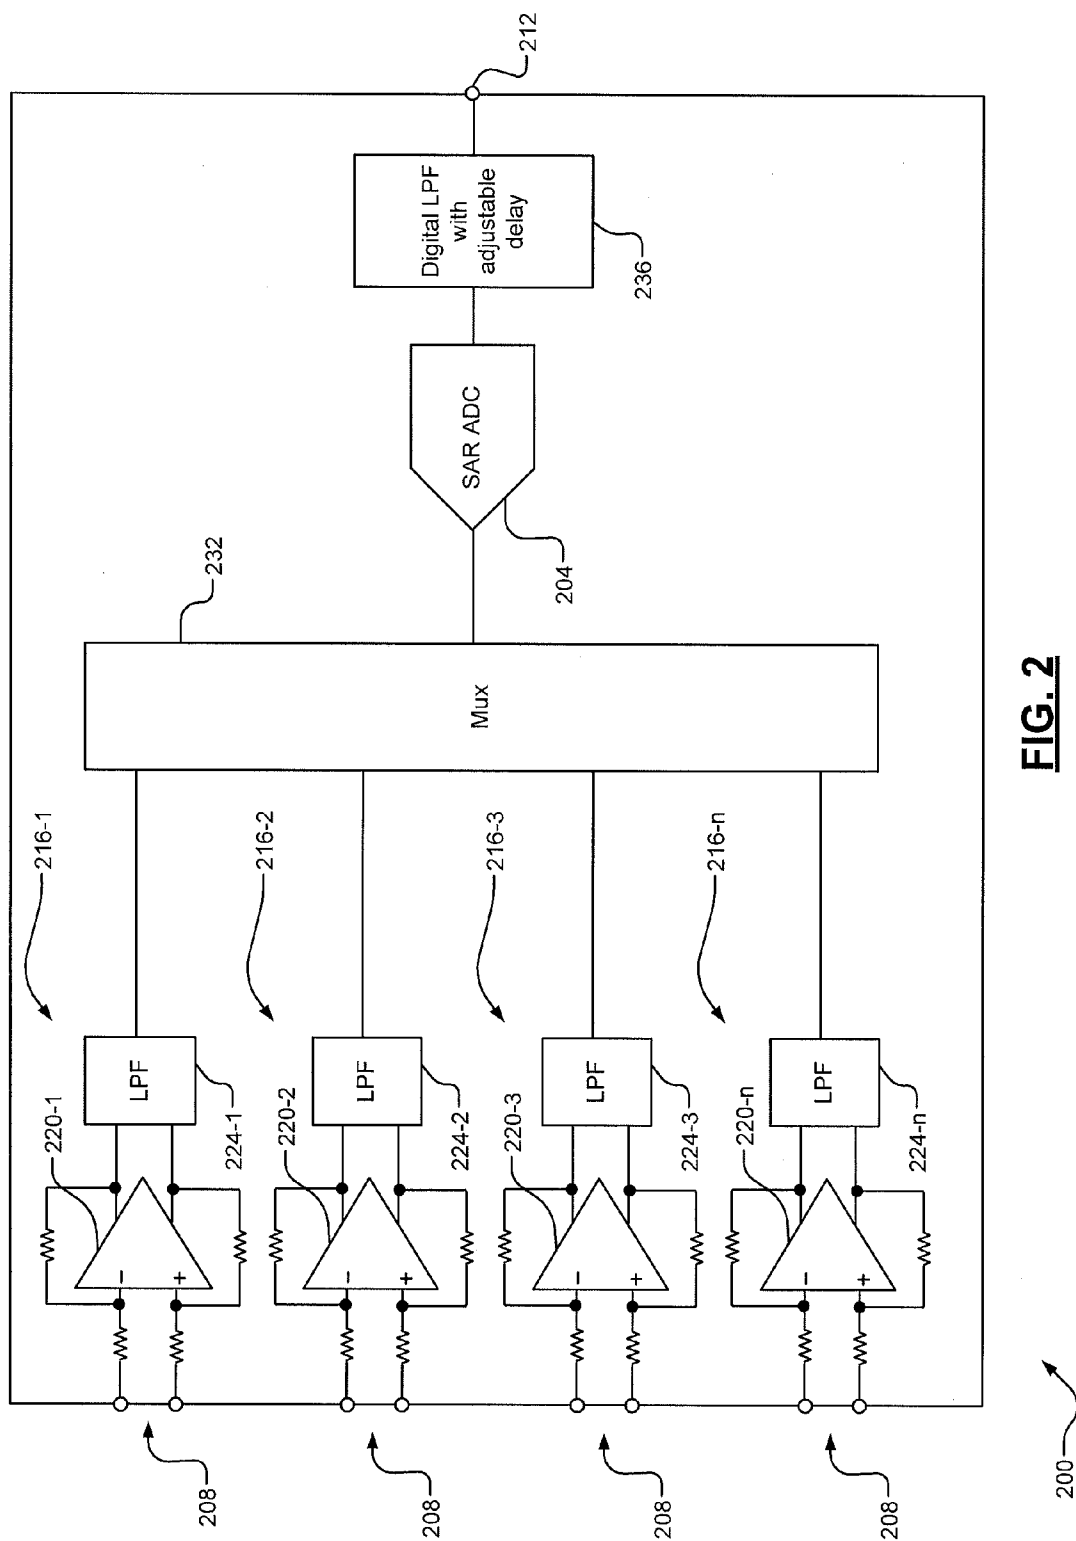 216-1
220-1
LPF
224-1
208
216-2
220-2
LPF
224-2
208
216-3
220-3
LPF
224-3
208
216-n
220-n
LPF
224-n
208
-
+
-
+
-
+
-
+
Mux
232
SAR ADC
204
Digital LPF
with
adjustable
delay
236
212
200
FIG. 2